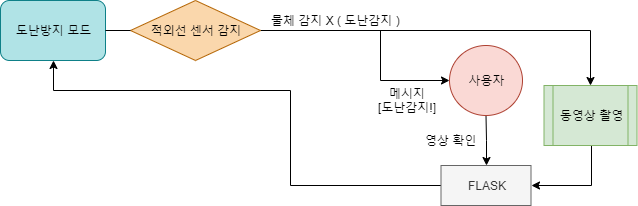 도난방지 모드
적외선 센서 감지
물체 감지 X ( 도난감지 )
메시지
[도난감지!]
사용자
동영상 촬영
영상 확인
FLASK